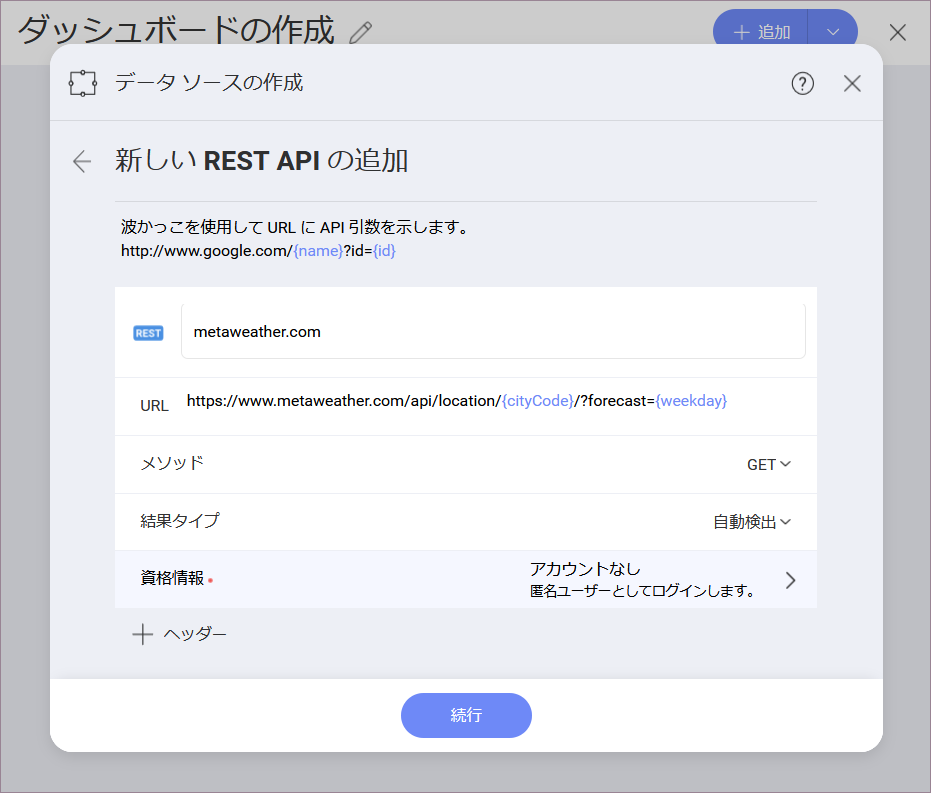 ダッシュボードの作成
追加
データ ソースの作成
新しい REST API の追加
波かっこを使用して URL に API 引数を示します。
http://www.google.com/{name}?id={id}
REST metaweather.com
URL https://www.metaweather.com/api/location/{cityCode}/?forecast={weekday}
メソッド GET
結果タイプ 自動検出
資格情報 アカウントなし
匿名ユーザーとしてログインします。
ヘッダー
続行